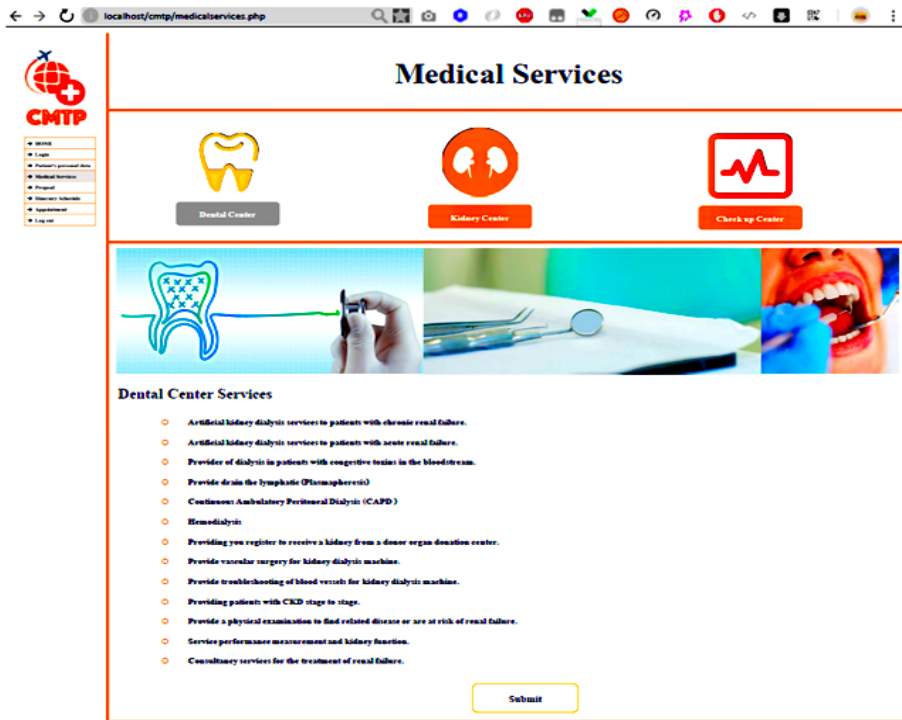 localhost/cmtp/medicalservices.php
CMTP
Medical Services
→ HOME
→ Login
→ Patient's personal data
→ Medical Services
→ Proposal
→ Itinerary Schedule
→ Appointment
→ Log out
Dental Center
Kidney Center
Check up Center
Dental Center Services
Artificial kidney dialysis services to patients with chronic renal failure.
Artificial kidney dialysis services to patients with acute renal failure.
Provider of dialysis in patients with congestive toxins in the bloodstream.
Provide drain the lymphatic (Plasmapheresis)
Continuous Ambulatory Peritoneal Dialysis (CAPD )
Hemodialysis
Providing you register to receive a kidney from a donor organ donation center.
Provide vascular surgery for kidney dialysis machine.
Provide troubleshooting of blood vessels for kidney dialysis machine.
Providing patients with CKD stage to stage.
Provide a physical examination to find related disease or are at risk of renal failure.
Service performance measurement and kidney function.
Consultancy services for the treatment of renal failure.
Submit